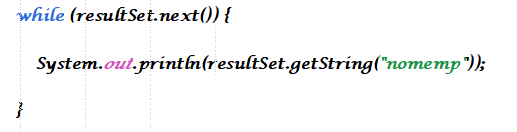 while (resultSet.next()) {
System.out.println(resultSet.getString("nomemp"));
}